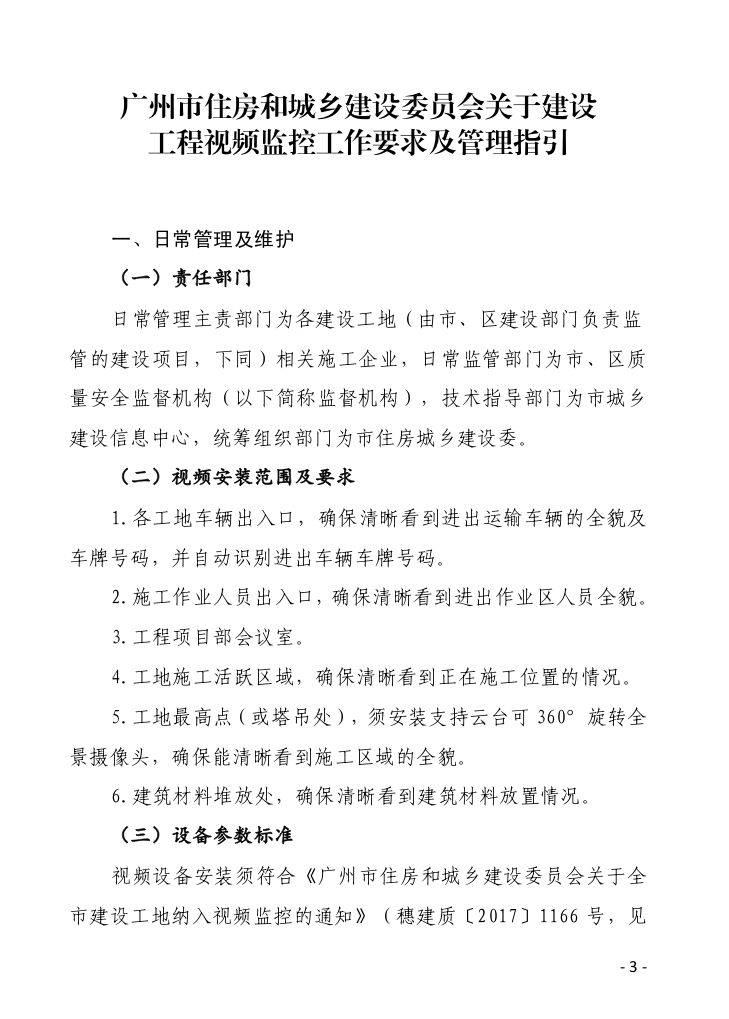 广州市住房和城乡建设委员会关于建设
工程视频监控工作要求及管理指引
一、日常管理及维护
（一）责任部门
日常管理主责部门为各建设工地（由市、区建设部门负责监
管的建设项目，下同）相关施工企业，日常监管部门为市、区质
量安全监督机构（以下简称监督机构），技术指导部门为市城乡
建设信息中心，统筹组织部门为市住房城乡建设委。
（二）视频安装范围及要求
1.各工地车辆出入口，确保清晰看到进出运输车辆的全貌及
车牌号码，并自动识别进出车辆车牌号码。
2.施工作业人员出入口，确保清晰看到进出作业区人员全貌。
3.工程项目部会议室。
4.工地施工活跃区域，确保清晰看到正在施工位置的情况。
5.工地最高点（或塔吊处），须安装支持云台可 360° 旋转全
景摄像头，确保能清晰看到施工区域的全貌。
6.建筑材料堆放处，确保清晰看到建筑材料放置情况。
（三）设备参数标准
视频设备安装须符合《广州市住房和城乡建设委员会关于全
市建设工地纳入视频监控的通知》（穗建质〔2017〕1166 号，见
- 3 -